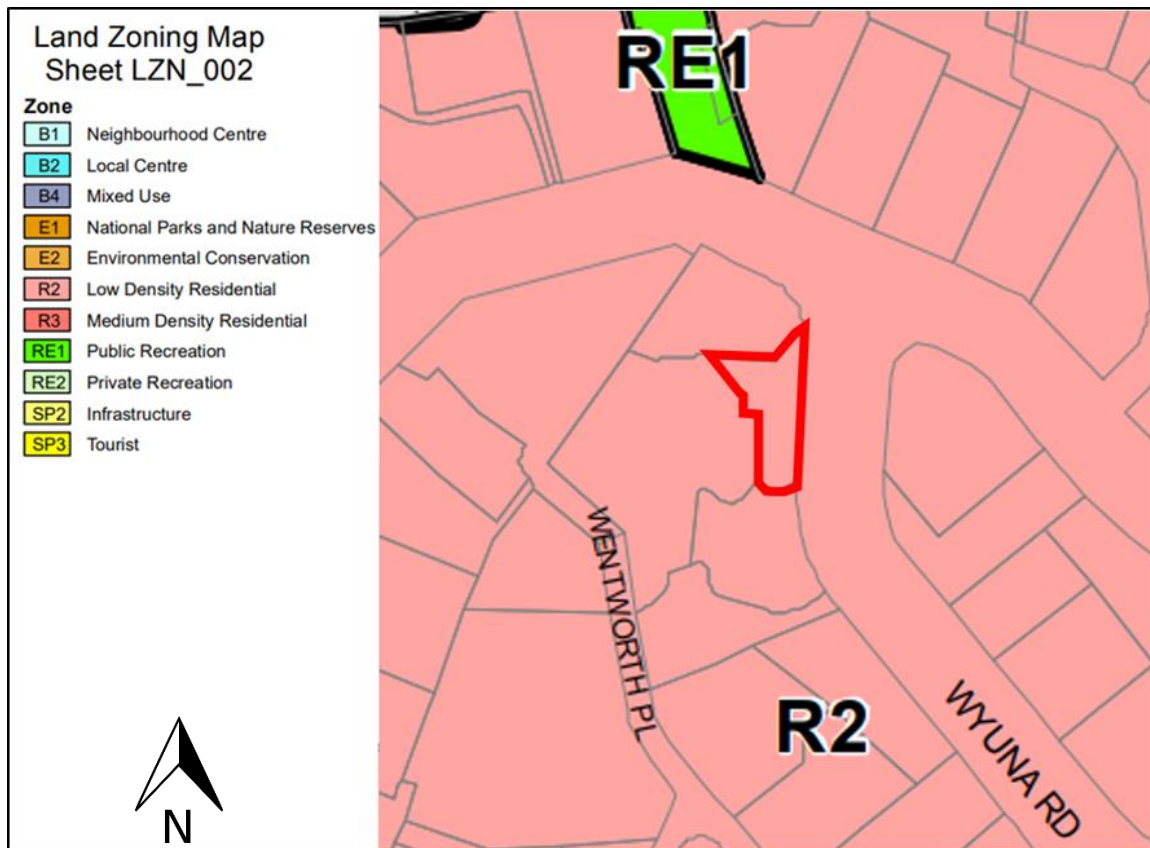 Land Zoning Map
Sheet LZN_002
Zone
B1 Neighbourhood Centre
B2 Local Centre
B4 Mixed Use
E1 National Parks and Nature Reserves
E2 Environmental Conservation
R2 Low Density Residential
R3 Medium Density Residential
RE1 Public Recreation
RE2 Private Recreation
SP2 Infrastructure
SP3 Tourist
N
RE1
WENTWORTH PL
R2
WYUNA RD